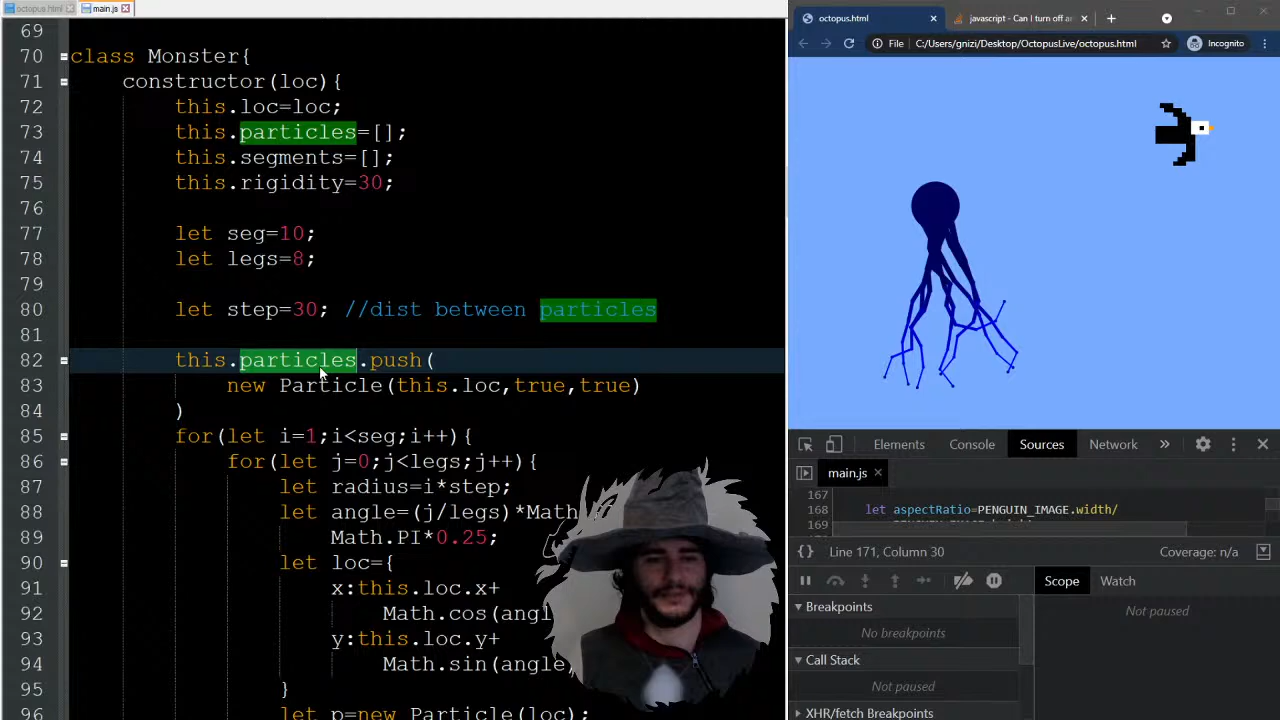 octopus.html
main.js
69
70 class Monster{
71 constructor(loc){
72 this.loc=loc;
73 this.particles=[];
74 this.segments=[];
75 this.rigidity=30;
76
77 let seg=10;
78 let legs=8;
79
80 let step=30; //dist between particles
81
82 this.particles.push(
83 new Particle(this.loc,true,true)
84 )
85 for(let i=1;i<seg;i++){
86 for(let j=0;j<legs;j++){
87 let radius=i*step;
88 let angle=(j/legs)*Math
89 Math.PI*0.25;
90 let loc={
91 x:this.loc.x+
92 Math.cos(angl
93 y:this.loc.y+
94 Math.sin(angle
95 }
96 let p=new Particle(loc);
octopus.html
javascript - Can I turn off an
File
C:/Users/gnizi/Desktop/OctopusLive/octopus.html
Incognito
Elements
Console
Sources
Network
main.js
167
168 let aspectRatio=PENGUIN_IMAGE.width/
169
{} Line 171, Column 30
Coverage: n/a
Scope
Watch
Breakpoints
No breakpoints
Call Stack
Not paused
XHR/fetch Breakpoints
Not paused